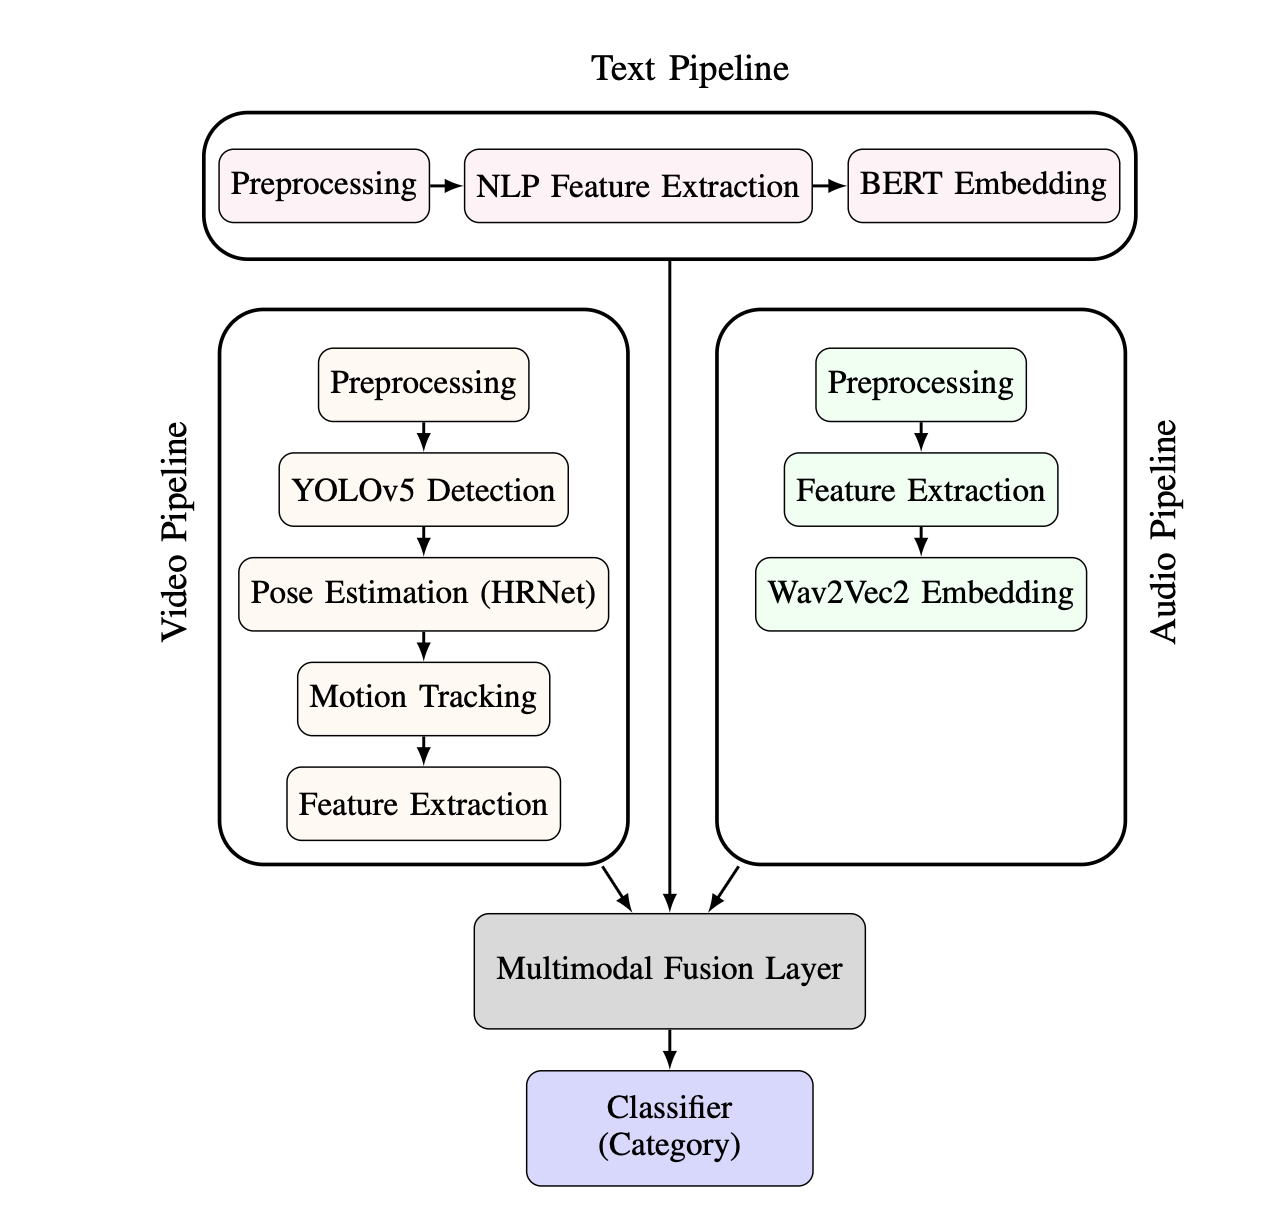 Text Pipeline
Preprocessing
NLP Feature Extraction
BERT Embedding
Video Pipeline
Preprocessing
YOLOv5 Detection
Pose Estimation (HRNet)
Motion Tracking
Feature Extraction
Preprocessing
Feature Extraction
Wav2Vec2 Embedding
Audio Pipeline
Multimodal Fusion Layer
Classifier
(Category)